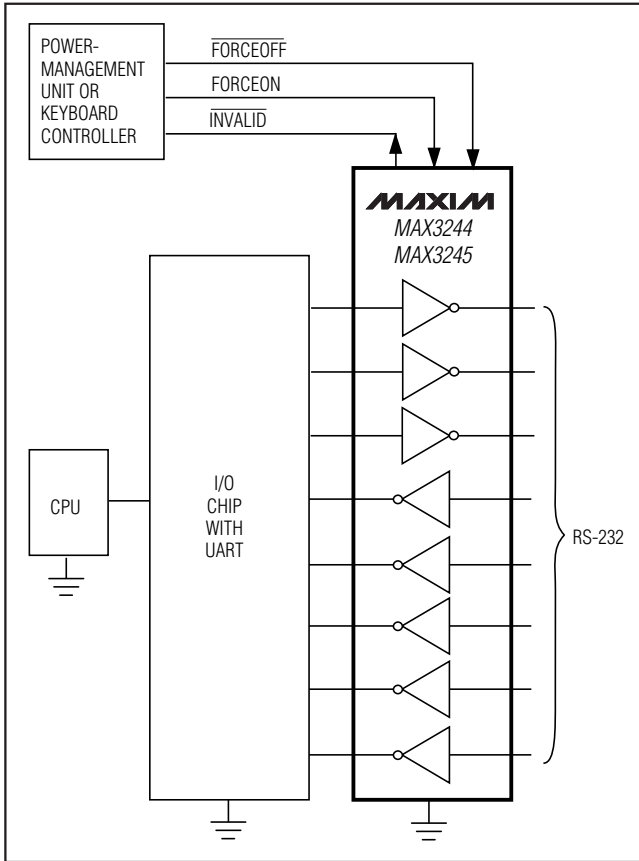 POWER-
MANAGEMENT
UNIT OR
KEYBOARD
CONTROLLER
FORCEOFF
FORCEON
INVALID
MAXIM
MAX3244
MAX3245
CPU
I/O
CHIP
WITH
UART
RS-232